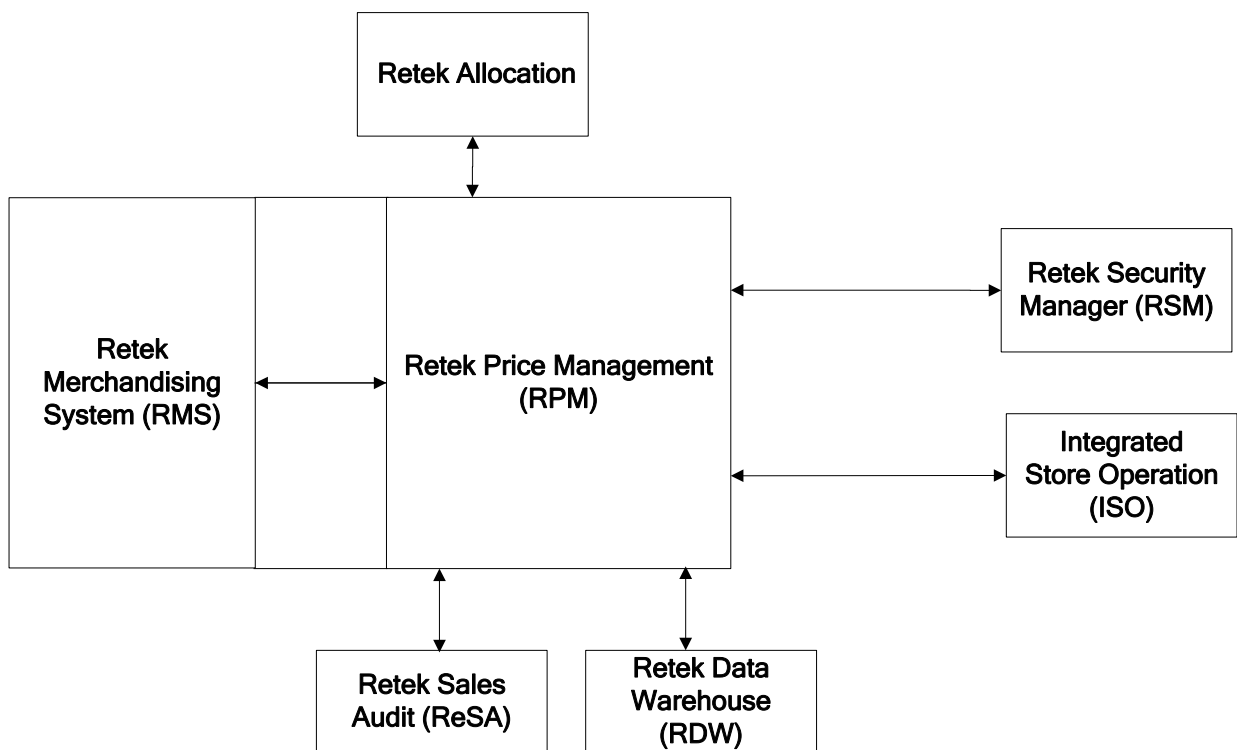 Retek Allocation
Retek
Merchandising
System (RMS)
Retek Price Management
(RPM)
Retek Security
Manager (RSM)
Integrated
Store Operation
(ISO)
Retek Sales
Audit (ReSA)
Retek Data
Warehouse
(RDW)